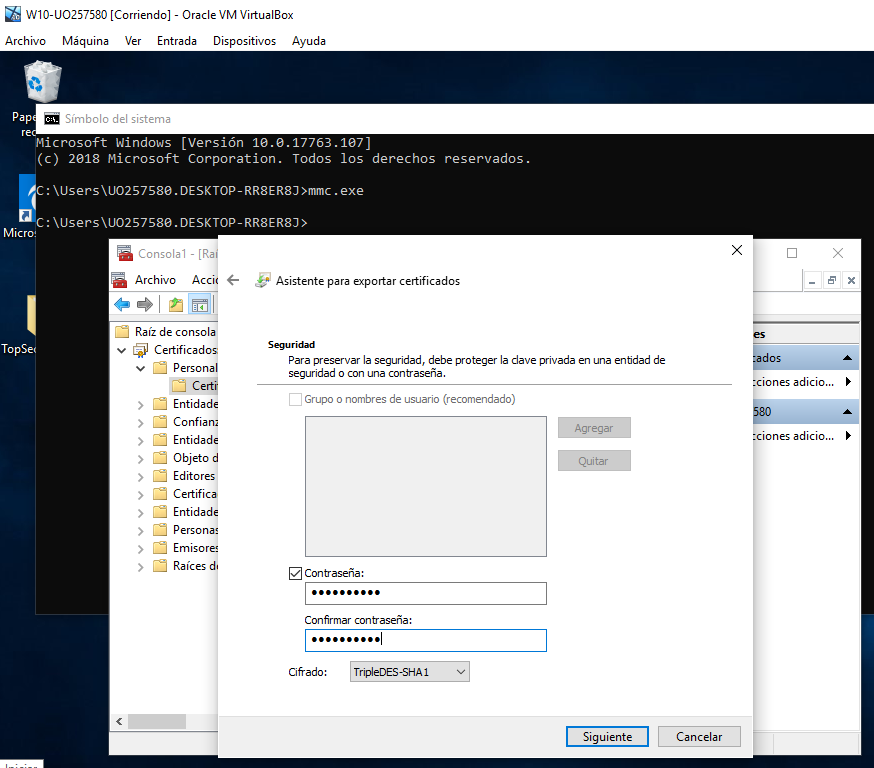 W10-UO257580 [Corriendo] - Oracle VM VirtualBox
Archivo Máquina Ver Entrada Dispositivos Ayuda
Pape
rec
Símbolo del sistema
Microsoft Windows [Versión 10.0.17763.107]
(c) 2018 Microsoft Corporation. Todos los derechos reservados.
C:\Users\UO257580.DESKTOP-RR8ER8J>mmc.exe
C:\Users\UO257580.DESKTOP-RR8ER8J>
Micros
TopSec
Consola1 - [Raí
Archivo Acció
Raíz de consola
Certificados
Personal
Certi
Entidade
Confianz
Entidade
Objeto d
Editores
Certifica
Entidade
Personas
Emisores
Raíces de
Asistente para exportar certificados
Seguridad
Para preservar la seguridad, debe proteger la clave privada en una entidad de
seguridad o con una contraseña.
Grupo o nombres de usuario (recomendado)
Agregar
Quitar
Contraseña:
••••••••••
Confirmar contraseña:
••••••••••
Cifrado: TripleDES-SHA1
Siguiente Cancelar
es
cados
ciones adicio...
580
ciones adicio...